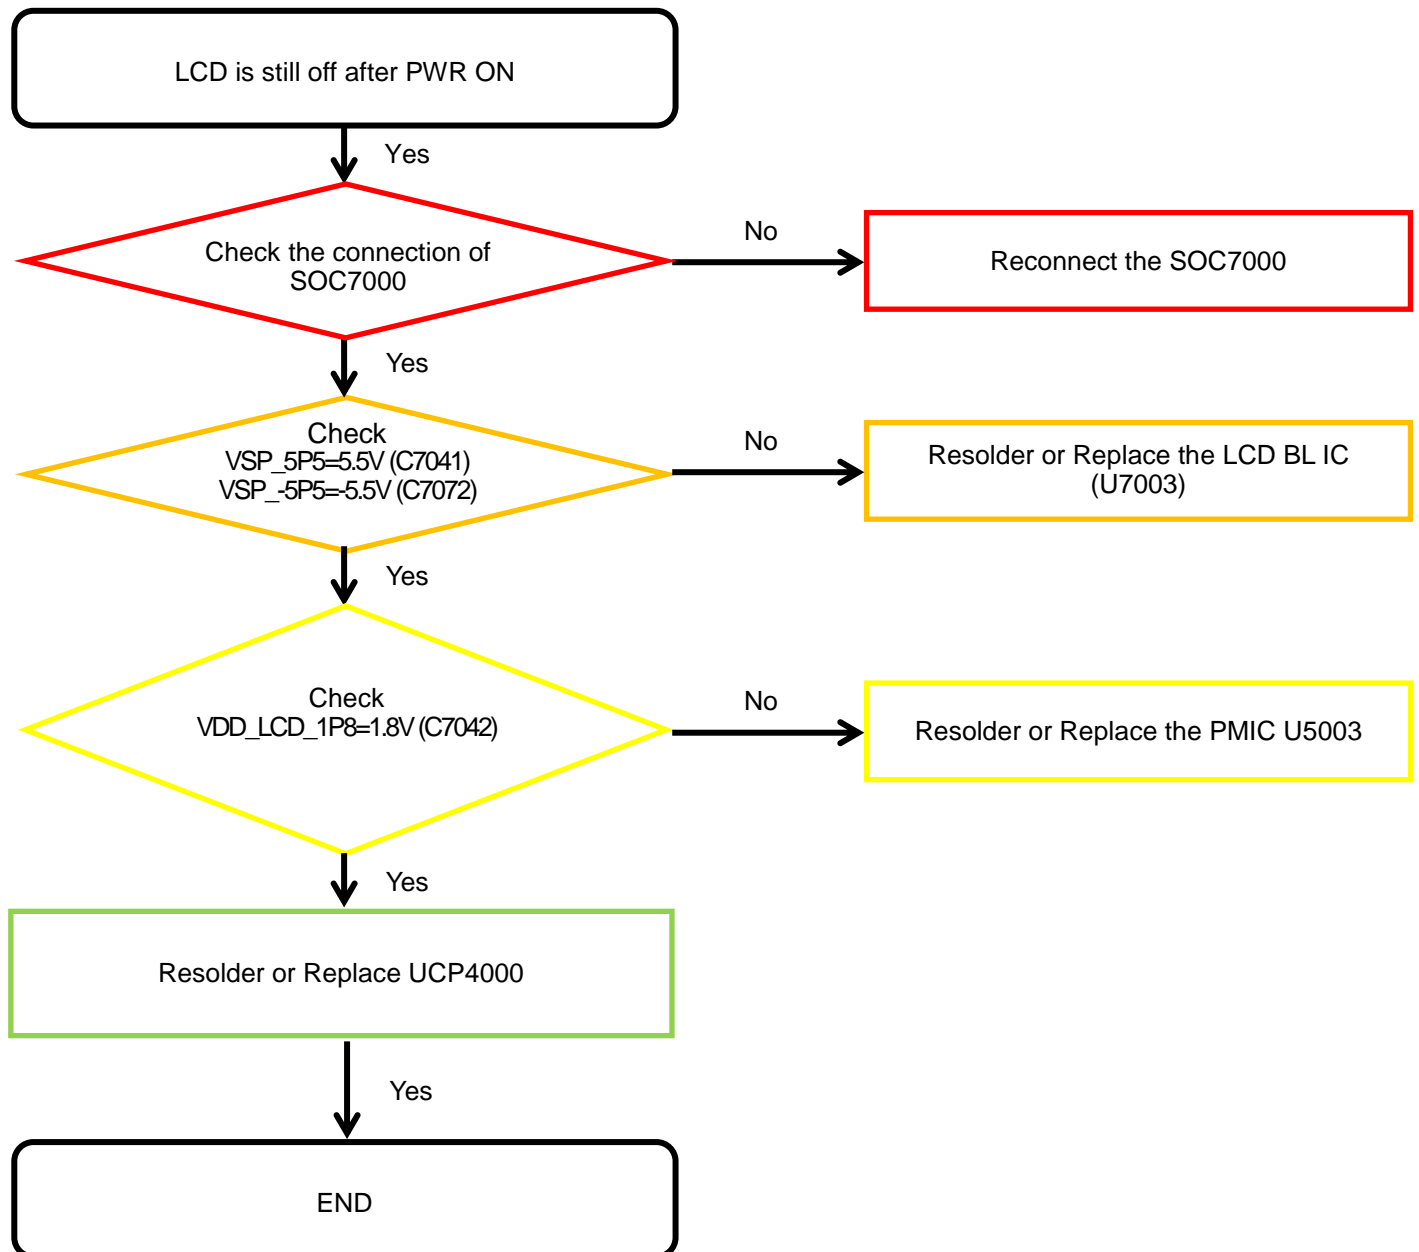 LCD is still off after PWR ON
Yes
Check the connection of
SOC7000
No
Reconnect the SOC7000
Yes
Check
VSP_5P5=5.5V (C7041)
VSP_-5P5=-5.5V (C7072)
No
Resolder or Replace the LCD BL IC
(U7003)
Yes
Check
VDD_LCD_1P8=1.8V (C7042)
No
Resolder or Replace the PMIC U5003
Yes
Resolder or Replace UCP4000
Yes
END